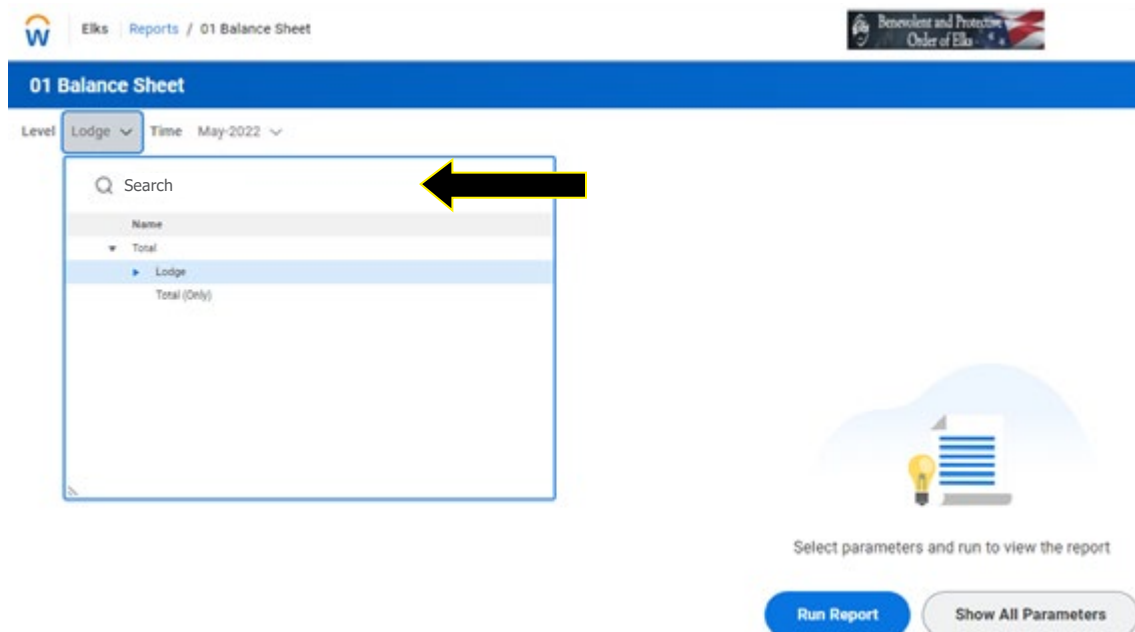 Elks Reports / 01 Balance Sheet
Benevolent and Protective
Order of Elks
01 Balance Sheet
Level Lodge Time May-2022
Search
Name
Total
Lodge
Total (Only)
Select parameters and run to view the report
Run Report Show All Parameters